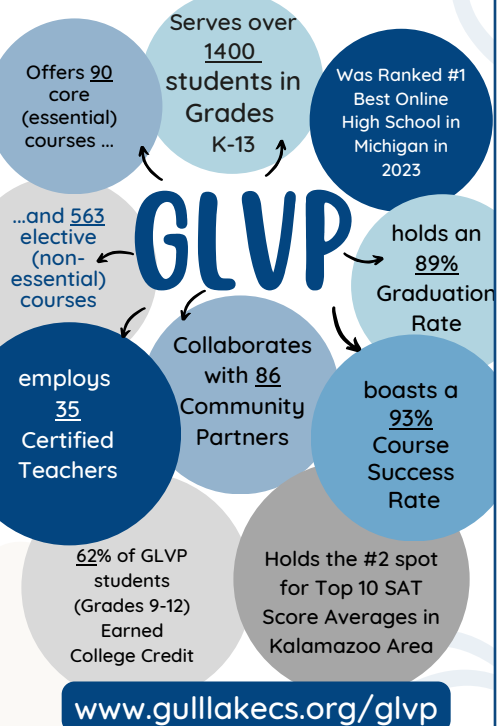 Serves over
1400
students in
Grades
K-13
Offers 90
core
(essential)
courses ...
Was Ranked #1
Best Online
High School in
Michigan in
2023
...and 563
elective
(non-
essential)
courses
GLVP
holds an
89%
Graduation
Rate
employs
35
Certified
Teachers
Collaborates
with 86
Community
Partners
boasts a
93%
Course
Success
Rate
62% of GLVP
students
(Grades 9-12)
Earned
College Credit
Holds the #2 spot
for Top 10 SAT
Score Averages in
Kalamazoo Area
www.gulllakecs.org/glvp